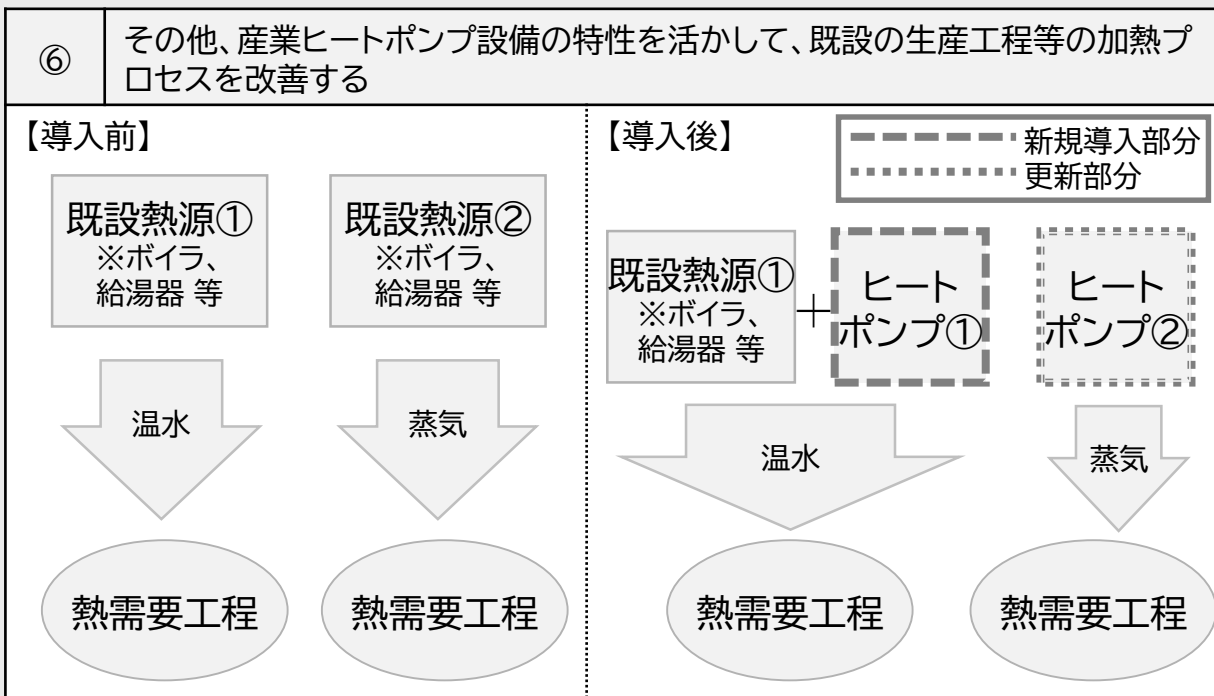 ⑥
その他、産業ヒートポンプ設備の特性を活かして、既設の生産工程等の加熱プ
ロセスを改善する
【導入前】
既設熱源①
※ボイラ、
給湯器 等
既設熱源②
※ボイラ、
給湯器 等
温水
蒸気
熱需要工程
熱需要工程
【導入後】
新規導入部分
更新部分
既設熱源①
※ボイラ、
給湯器 等
＋
ヒート
ポンプ①
ヒート
ポンプ②
温水
蒸気
熱需要工程
熱需要工程